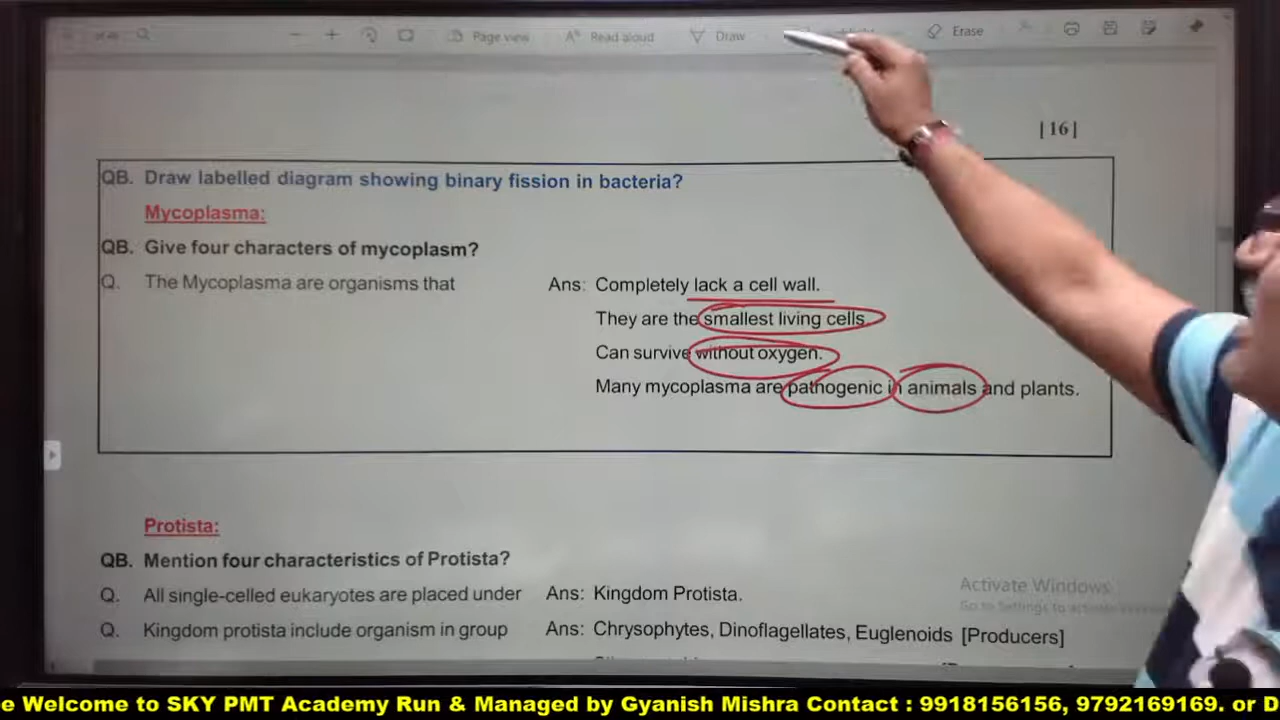 Page view
Read aloud
Draw
Erase
[16]
QB. Draw labelled diagram showing binary fission in bacteria?
Mycoplasma:
QB. Give four characters of mycoplasm?
Q. The Mycoplasma are organisms that Ans: Completely lack a cell wall.
They are the smallest living cells
Can survive without oxygen.
Many mycoplasma are pathogenic in animals and plants.
Protista:
QB. Mention four characteristics of Protista?
Q. All single-celled eukaryotes are placed under Ans: Kingdom Protista.
Q. Kingdom protista include organism in group Ans: Chrysophytes, Dinoflagellates, Euglenoids [Producers]
Activate Windows
Go to Settings to activate
e Welcome to SKY PMT Academy Run & Managed by Gyanish Mishra Contact : 9918156156, 9792169169. or D